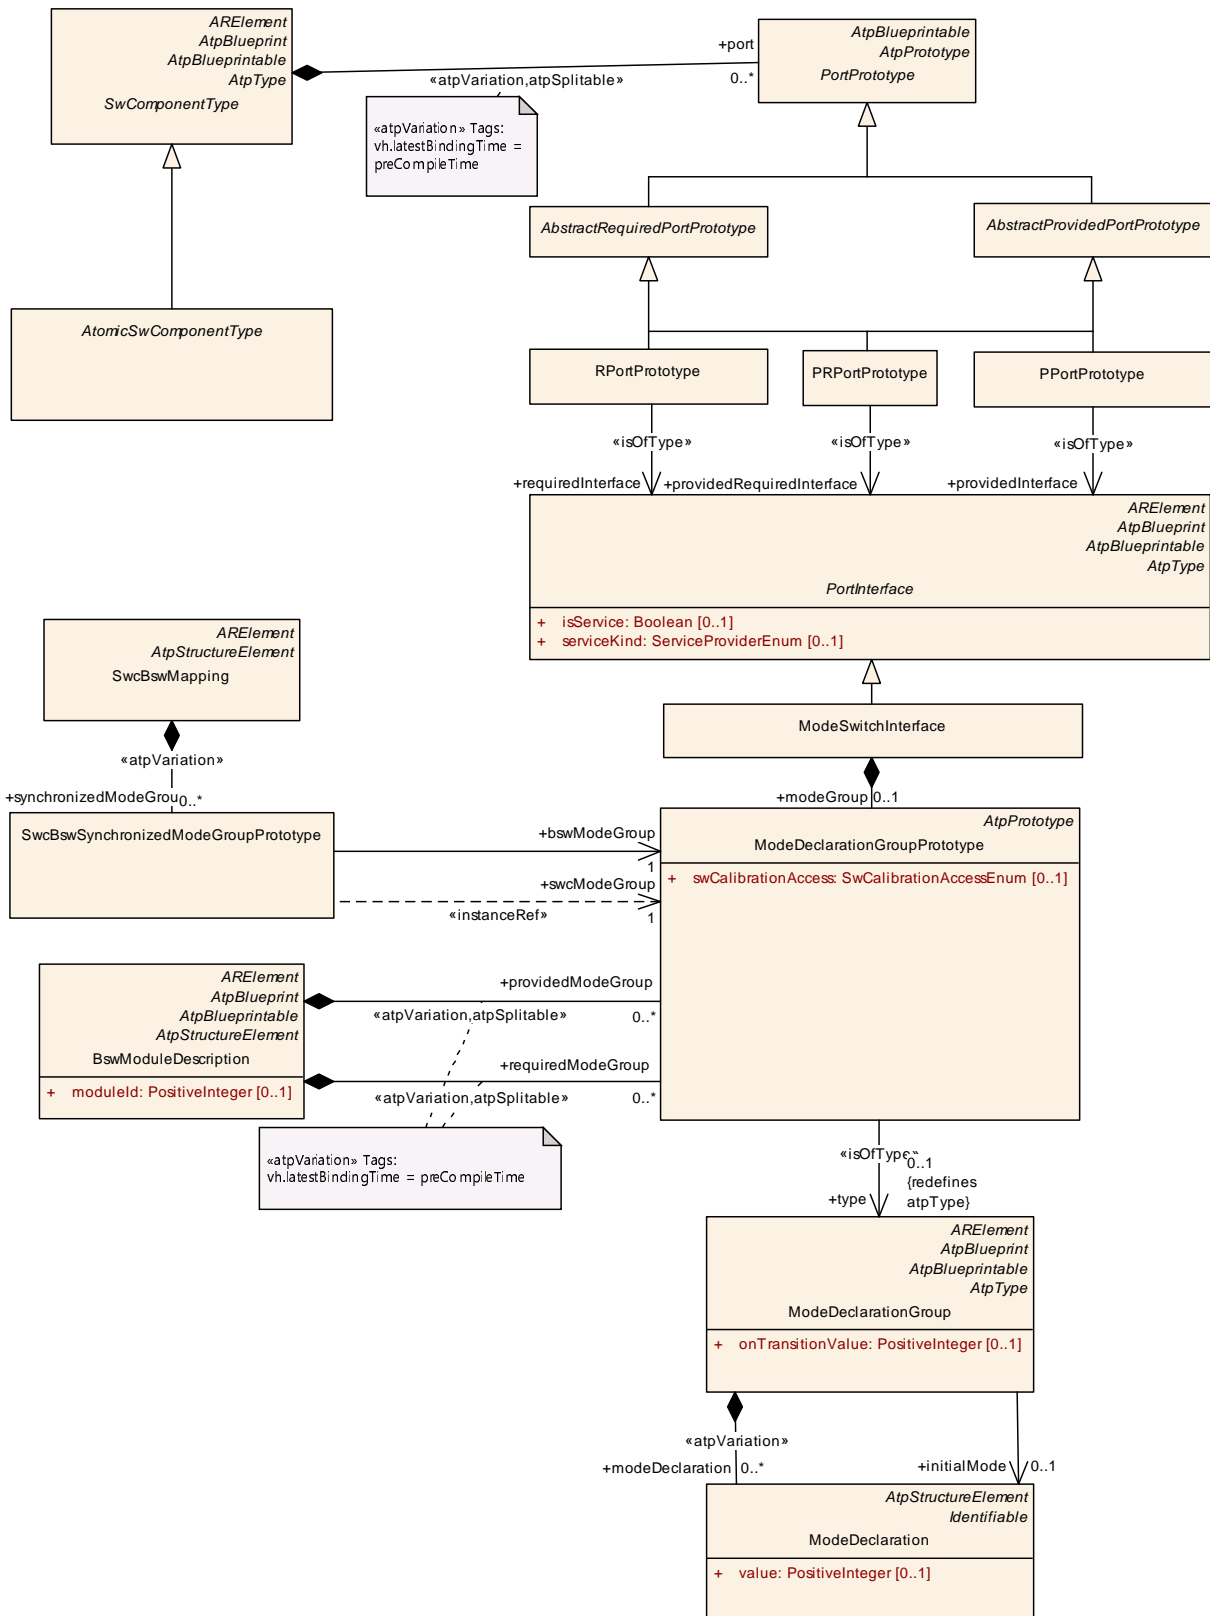 ARElement
AtpBlueprint
AtpBlueprintable
AtpType
SwComponentType
+port
0..*
«atpVariation,atpSplitable»
AtpBlueprintable
AtpPrototype
PortPrototype
«atpVariation» Tags:
vh.latestBindingTime =
preCompileTime
AbstractRequiredPortPrototype
AbstractProvidedPortPrototype
AtomicSwComponentType
RPortPrototype
PRPortPrototype
PPortPrototype
«isOfType»
«isOfType»
«isOfType»
+requiredInterface
+providedRequiredInterface
+providedInterface
ARElement
AtpBlueprint
AtpBlueprintable
AtpType
PortInterface
+ isService: Boolean [0..1]
+ serviceKind: ServiceProviderEnum [0..1]
ARElement
AtpStructureElement
SwcBswMapping
«atpVariation»
+synchronizedModeGrou
0..*
SwcBswSynchronizedModeGroupPrototype
ModeSwitchInterface
+modeGroup 0..1
AtpPrototype
ModeDeclarationGroupPrototype
+ swCalibrationAccess: SwCalibrationAccessEnum [0..1]
+bswModeGroup
1
+swcModeGroup
«instanceRef»
1
ARElement
AtpBlueprint
AtpBlueprintable
AtpStructureElement
BswModuleDescription
+ moduleId: PositiveInteger [0..1]
+providedModeGroup
«atpVariation,atpSplitable»
0..*
+requiredModeGroup
«atpVariation,atpSplitable»
0..*
«atpVariation» Tags:
vh.latestBindingTime = preCompileTime
«isOfType»
0..1
{redefines
atpType}
+type
ARElement
AtpBlueprint
AtpBlueprintable
AtpType
ModeDeclarationGroup
+ onTransitionValue: PositiveInteger [0..1]
«atpVariation»
+modeDeclaration 0..*
+initialMode 0..1
AtpStructureElement
Identifiable
ModeDeclaration
+ value: PositiveInteger [0..1]